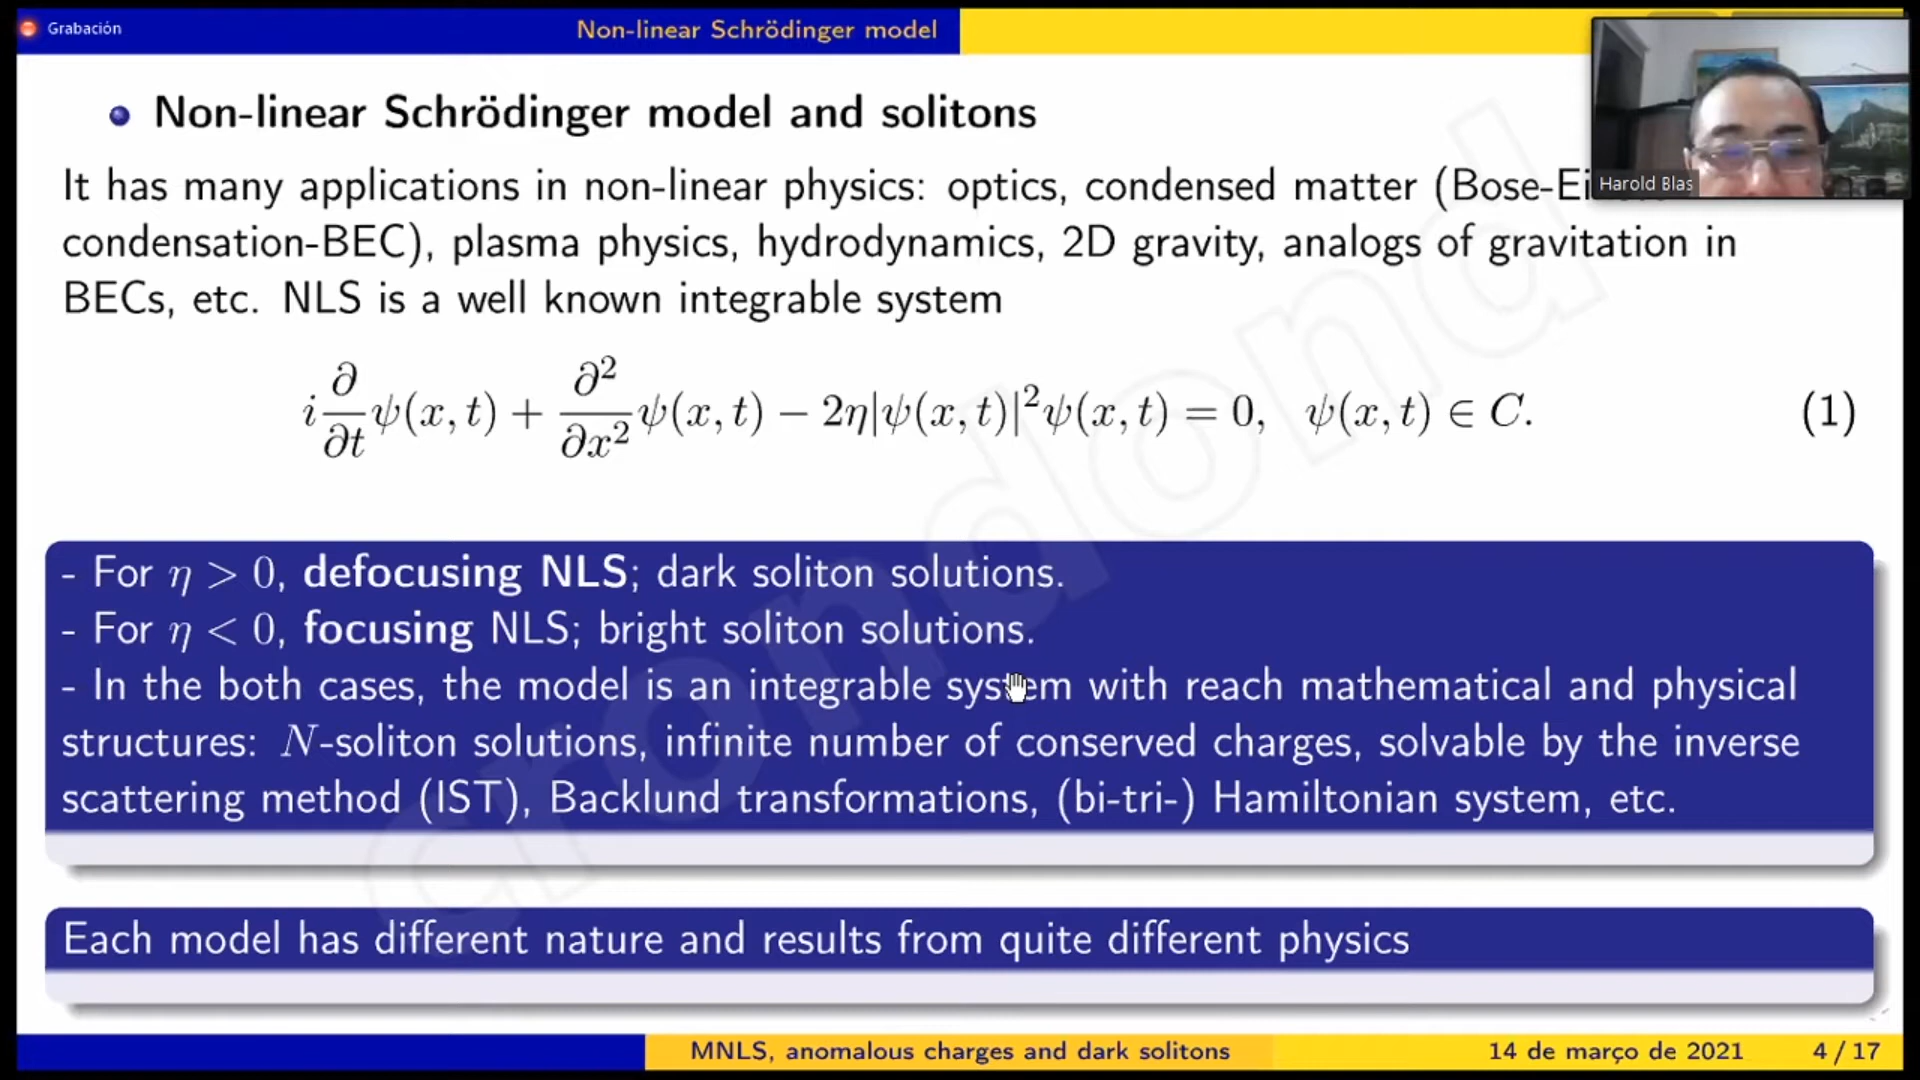 Grabación
Non-linear Schrödinger model
Non-linear Schrödinger model and solitons
It has many applications in non-linear physics: optics, condensed matter
Harold Blas
condensation-BEC), plasma physics, hydrodynamics, 2D gravity, analogs of gravitation in
BECs, etc. NLS is a well known integrable system
i ∂/∂t ψ(x, t) + ∂²/∂x² ψ(x, t) − 2η|ψ(x, t)|²ψ(x, t) = 0, ψ(x, t) ∈ C. (1)
- For η > 0, defocusing NLS; dark soliton solutions.
- For η < 0, focusing NLS; bright soliton solutions.
- In the both cases, the model is an integrable system with reach mathematical and physical
structures: N-soliton solutions, infinite number of conserved charges, solvable by the inverse
scattering method (IST), Backlund transformations, (bi-tri-) Hamiltonian system, etc.
Each model has different nature and results from quite different physics
MNLS, anomalous charges and dark solitons 14 de março de 2021 4 / 17
crondond